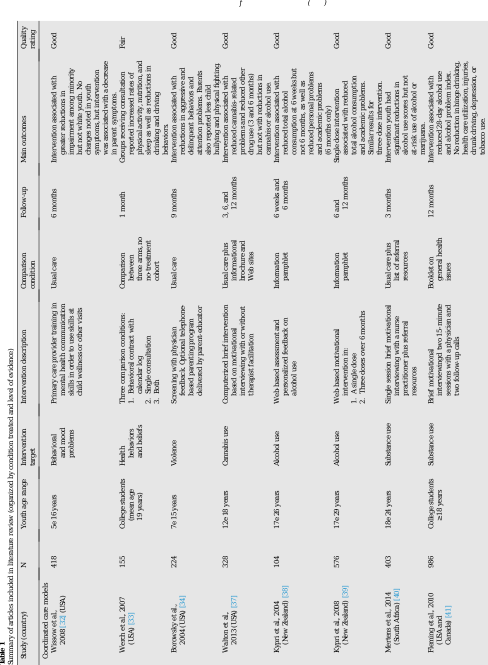 Table 1
Summary of articles included in literature review (organized by condition treated and level of evidence)
Study (country)
N
Youth age range
Intervention
target
Intervention description
Comparison
condition
Follow-up
Main outcomes
Quality
rating
Coordinated care models
Wissow et al.,
2008 [32] (USA)
418
5e16 years
Behavioral
and mood
problems
Primary care provider training in
mental health communication
skills in order to use skills at
child wellness or other visits
Usual care
6 months
Intervention associated with
greater reductions in
impairment among minority
but not white youth. No
changes noted in youth
symptoms, but intervention
was associated with a decrease
in parent symptoms.
Good
Werch et al., 2007
(USA) [33]
155
College students
(mean age
19 years)
Health
behaviors
and beliefs
Three comparison conditions:
1. Behavioral contract with
calendar log
2. Single consultation
3. Both
Comparison
between
three arms, no
no-treatment
cohort
1 month
Groups receiving consultation
reported increased rates of
physical activity, nutrition, and
sleep as well as reductions in
drinking and driving
behaviors.
Fair
Borowsky et al.,
2004 (USA) [34]
224
7e15 years
Violence
Screening with physician
feedback. Optional telephone-
based parenting program
delivered by parent educator
Usual care
9 months
Intervention associated with
reductions in aggressive and
delinquent behaviors and
attention problems. Parents
also reported less child
bullying and physical fighting.
Good
Walton et al.,
2013 (USA) [37]
328
12e18 years
Cannabis use
Computerized brief intervention
based on motivational
interviewing with or without
therapist facilitation
Usual care plus
informational
brochure and
Web sites
3, 6, and
12 months
Intervention associated with
reduced cannabis-related
problems and reduced other
drug use (3 and 6 months)
but not with reductions in
cannabis or alcohol use.
Good
Kypri et al., 2004
(New Zealand) [38]
104
17e26 years
Alcohol use
Web-based assessment and
personalized feedback on
alcohol use
Information
pamphlet
6 weeks and
6 months
Intervention associated with
reduced total alcohol
consumption at 6 weeks but
not 6 months, as well as
reduced personal problems
and academic problems
(6 months only)
Good
Kypri et al., 2008
(New Zealand) [39]
576
17e29 years
Alcohol use
Web-based motivational
intervention in:
1. A single dose
2. Three doses over 6 months
Information
pamphlet
6 and
12 months
Single-dose intervention
associated with reduced
total alcohol consumption
and academic problems.
Similar results for
three-dose intervention.
Good
Mertens et al., 2014
(South Africa) [40]
403
18e24 years
Substance use
Single session brief motivational
interviewing with a nurse
practitioner plus referral
resources
Usual care plus
list of referral
resources
3 months
Intervention youth had
significant reductions in
alcohol use scores but not
at-risk use of alcohol or
marijuana.
Good
Fleming et al., 2010
(USA and
Canada) [41]
986
College students
≥18 years
Substance use
Brief motivational
interviewing d two 15-minute
sessions with a physician and
two follow up calls
Booklet on
general health
issues
12 months
Intervention associated with
reduced 28-day alcohol use
and alcohol problem index.
No reduction in binge drinking,
health care utilization, injuries,
drunk driving, depression, or
tobacco use.
Good